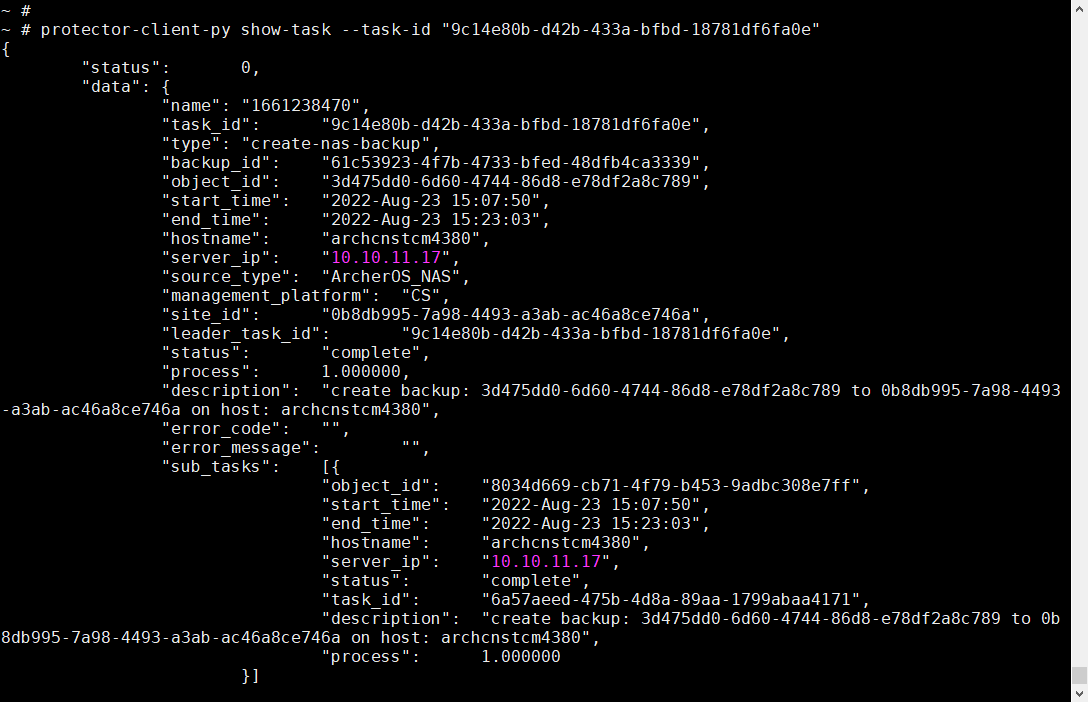 ~ #
~ # protector-client-py show-task --task-id "9c14e80b-d42b-433a-bfbd-18781df6fa0e"
{
        "status":       0,
        "data": {
                "name": "1661238470",
                "task_id":      "9c14e80b-d42b-433a-bfbd-18781df6fa0e",
                "type": "create-nas-backup",
                "backup_id":    "61c53923-4f7b-4733-bfed-48dfb4ca3339",
                "object_id":    "3d475dd0-6d60-4744-86d8-e78df2a8c789",
                "start_time":   "2022-Aug-23 15:07:50",
                "end_time":     "2022-Aug-23 15:23:03",
                "hostname":     "archcnstcm4380",
                "server_ip":    "10.10.11.17",
                "source_type":  "ArcherOS_NAS",
                "management_platform":  "CS",
                "site_id":      "0b8db995-7a98-4493-a3ab-ac46a8ce746a",
                "leader_task_id":       "9c14e80b-d42b-433a-bfbd-18781df6fa0e",
                "status":       "complete",
                "process":      1.000000,
                "description":  "create backup: 3d475dd0-6d60-4744-86d8-e78df2a8c789 to 0b8db995-7a98-4493
-a3ab-ac46a8ce746a on host: archcnstcm4380",
                "error_code":   "",
                "error_message":        "",
                "sub_tasks":    [{
                                "object_id":    "8034d669-cb71-4f79-b453-9adbc308e7ff",
                                "start_time":   "2022-Aug-23 15:07:50",
                                "end_time":     "2022-Aug-23 15:23:03",
                                "hostname":     "archcnstcm4380",
                                "server_ip":    "10.10.11.17",
                                "status":       "complete",
                                "task_id":      "6a57aeed-475b-4d8a-89aa-1799abaa4171",
                                "description":  "create backup: 3d475dd0-6d60-4744-86d8-e78df2a8c789 to 0b
8db995-7a98-4493-a3ab-ac46a8ce746a on host: archcnstcm4380",
                                "process":      1.000000
                        }]